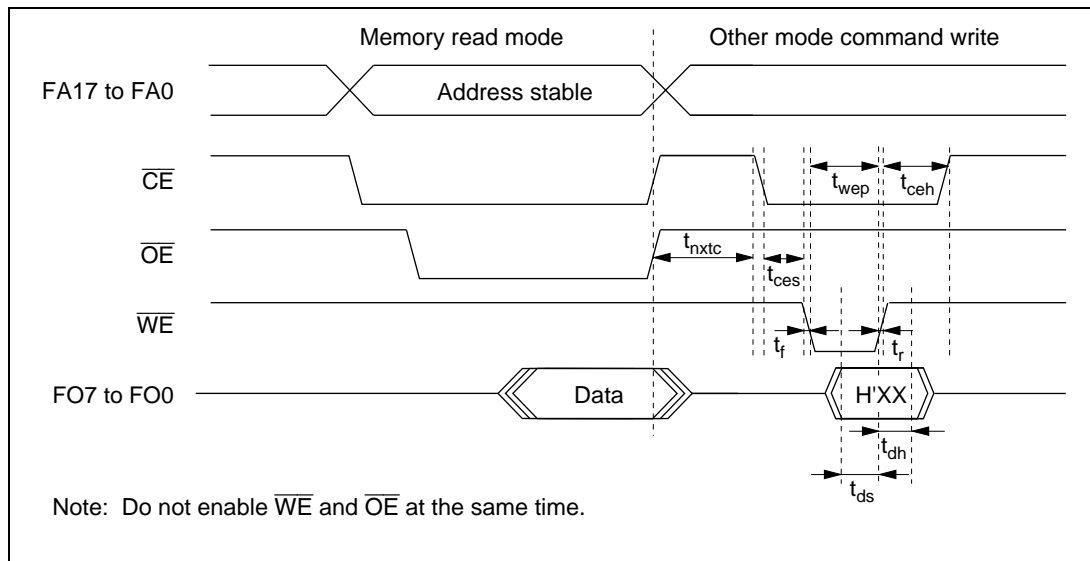 Memory read mode Other mode command write
FA17 to FA0 Address stable
CE
t_wep t_ceh
OE
t_nxtc
t_ces
WE
t_f t_r
FO7 to FO0 Data H'XX
t_dh
t_ds
Note: Do not enable WE and OE at the same time.